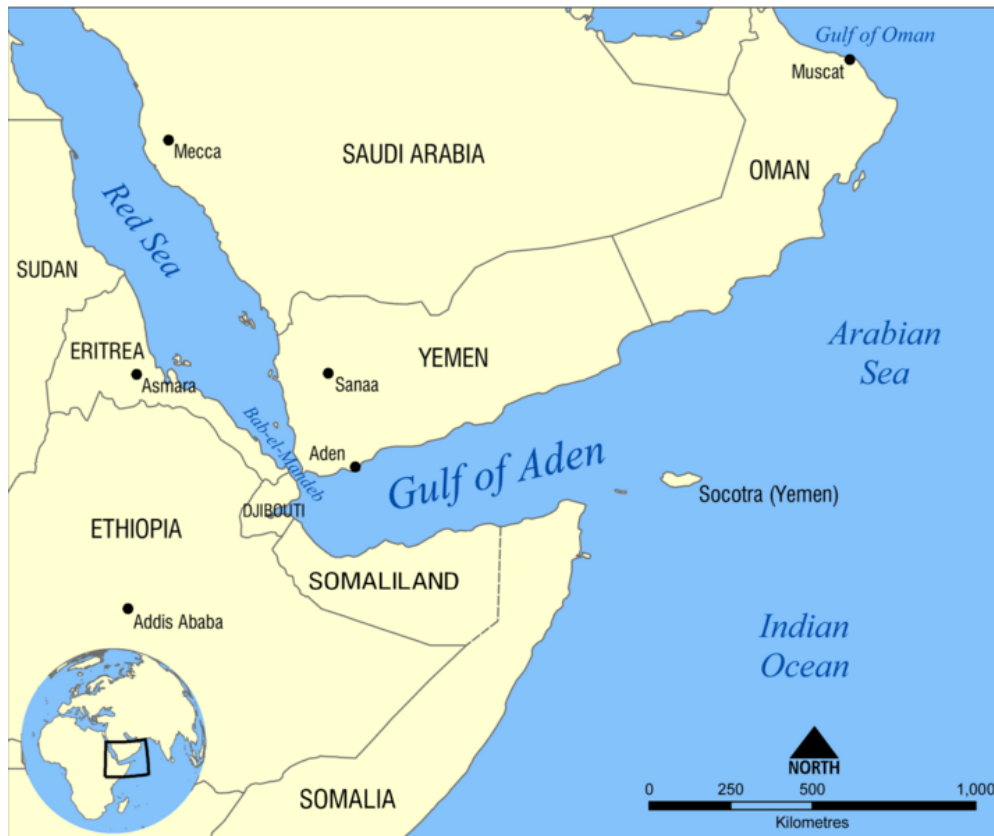 Gulf of Oman
Muscat
Mecca
SAUDI ARABIA
OMAN
Red Sea
SUDAN
ERITREA
Asmara
YEMEN
Sanaa
Arabian
Sea
Bab-el-Mandeb
Aden
Gulf of Aden
Socotra (Yemen)
DJIBOUTI
ETHIOPIA
SOMALILAND
Addis Ababa
Indian
Ocean
NORTH
SOMALIA
0 250 500 1,000
Kilometres